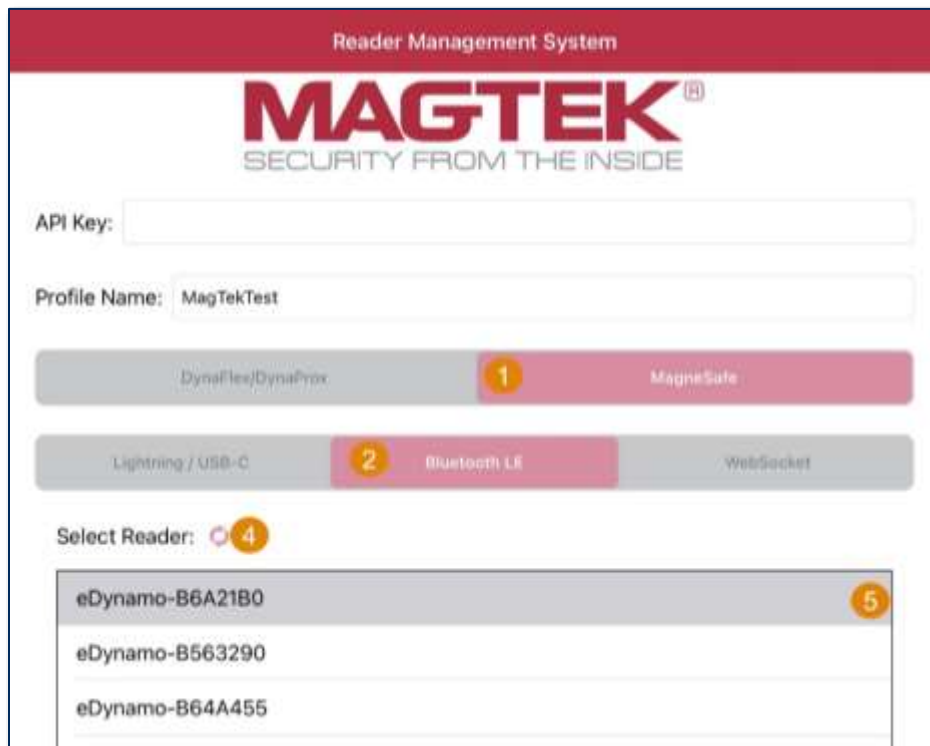 Reader Management System
MAGTEK®
SECURITY FROM THE INSIDE
API Key:
Profile Name: MagTekTest
DynaFlex/DynaProx 1 MagneSafe
Lightning / USB-C 2 Bluetooth LE WebSocket
Select Reader: 4
eDynamo-B6A21B0 5
eDynamo-B563290
eDynamo-B64A455